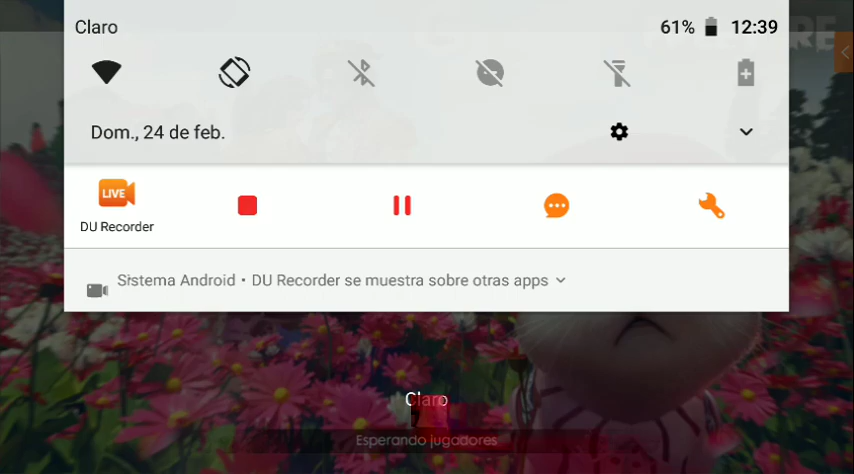 Claro
61% 12:39
Dom., 24 de feb.
LIVE
DU Recorder
Sistema Android • DU Recorder se muestra sobre otras apps
Claro
Esperando jugadores